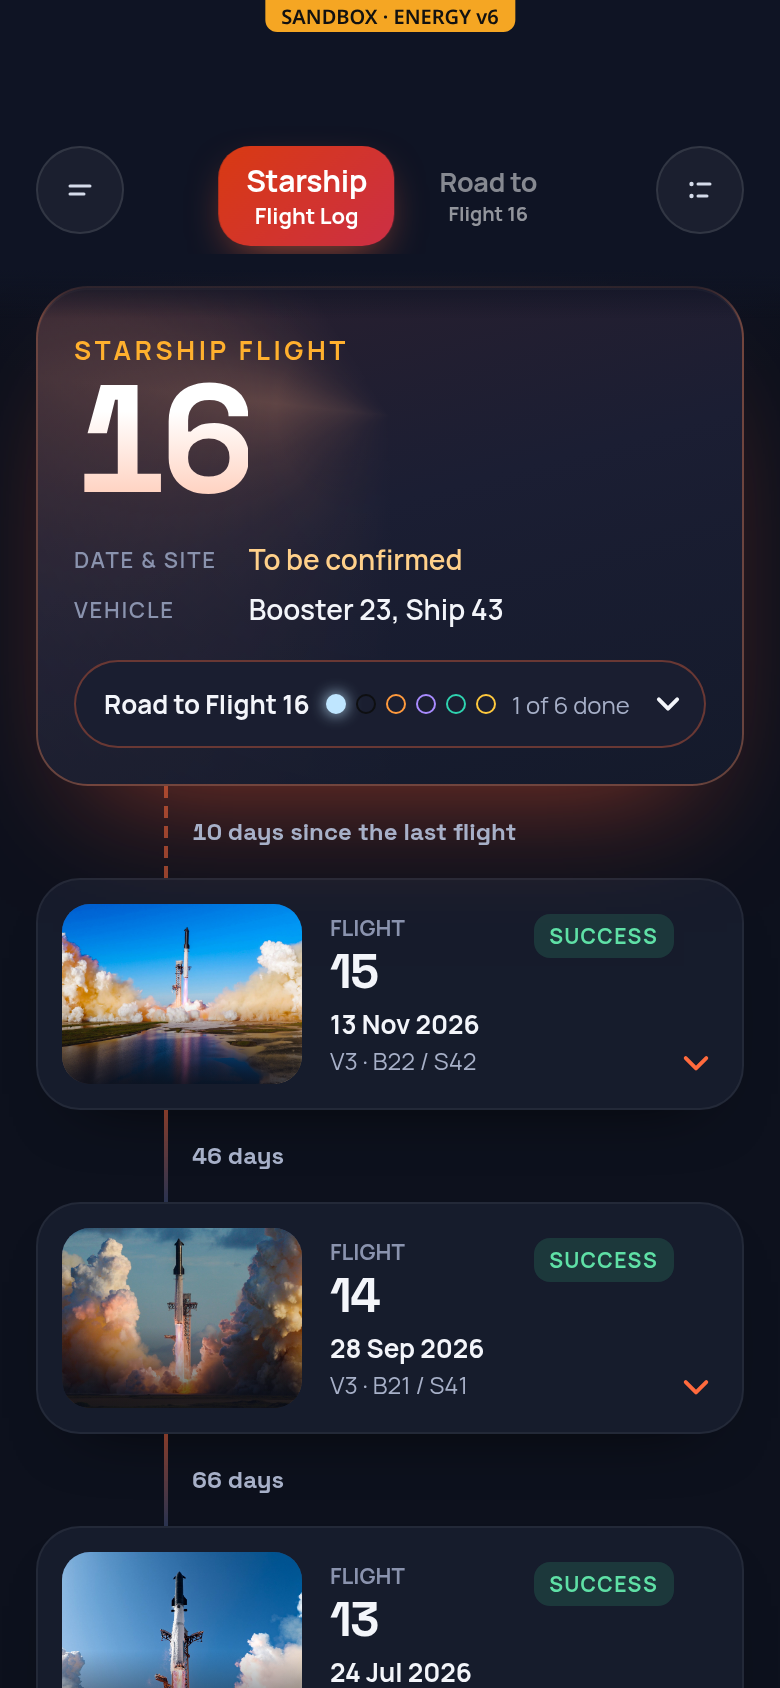 SANDBOX · ENERGY v6
Starship
Flight Log
Road to
Flight 16
STARSHIP FLIGHT
16
DATE & SITE To be confirmed
VEHICLE Booster 23, Ship 43
Road to Flight 16 1 of 6 done
10 days since the last flight
FLIGHT
SUCCESS
15
13 Nov 2026
V3 · B22 / S42
46 days
FLIGHT
SUCCESS
14
28 Sep 2026
V3 · B21 / S41
66 days
FLIGHT
SUCCESS
13
24 Jul 2026